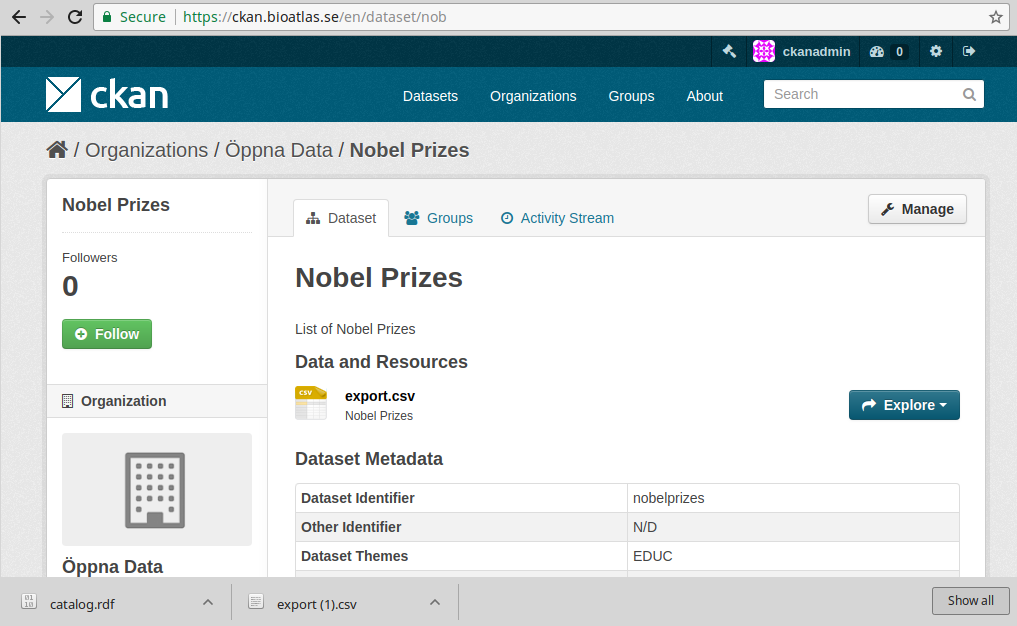 Secure https://ckan.bioatlas.se/en/dataset/nob
ckanadmin 0
ckan Datasets Organizations Groups About Search
/ Organizations / Öppna Data / Nobel Prizes
Nobel Prizes
Followers
0
Follow
Organization
Öppna Data
Dataset Groups Activity Stream Manage
Nobel Prizes
List of Nobel Prizes
Data and Resources
CSV
export.csv
Nobel Prizes
Explore
Dataset Metadata
Dataset Identifier nobelprizes
Other Identifier N/D
Dataset Themes EDUC
catalog.rdf export (1).csv Show all